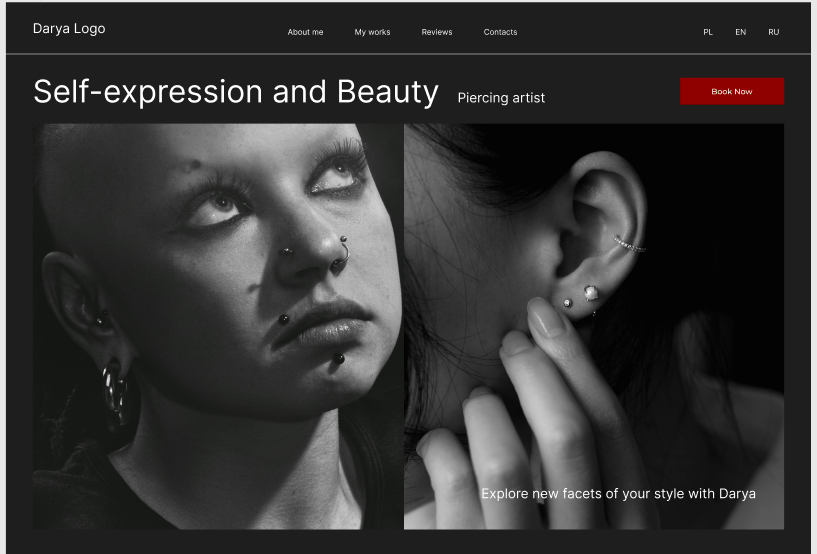 Darya Logo
About me
My works
Reviews
Contacts
PL
EN
RU
Self-expression and Beauty
Piercing artist
Book Now
Explore new facets of your style with Darya